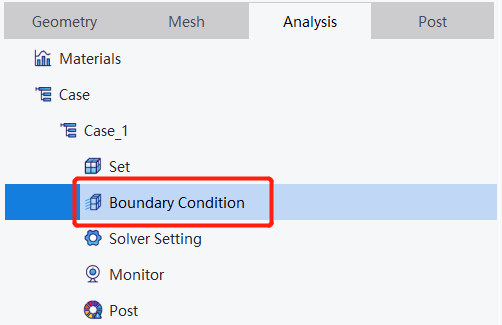 Geometry Mesh Analysis Post
Materials
Case
Case_1
Set
Boundary Condition
Solver Setting
Monitor
Post